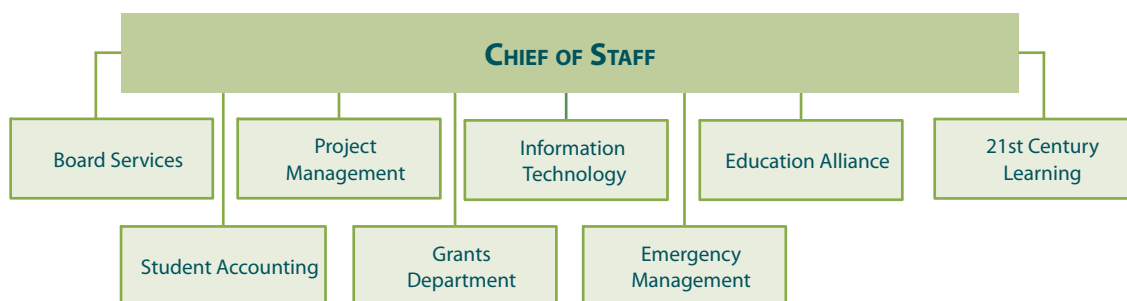 CHIEF OF STAFF
Board Services
Project
Management
Information
Technology
Education Alliance
21st Century
Learning
Student Accounting
Grants
Department
Emergency
Management